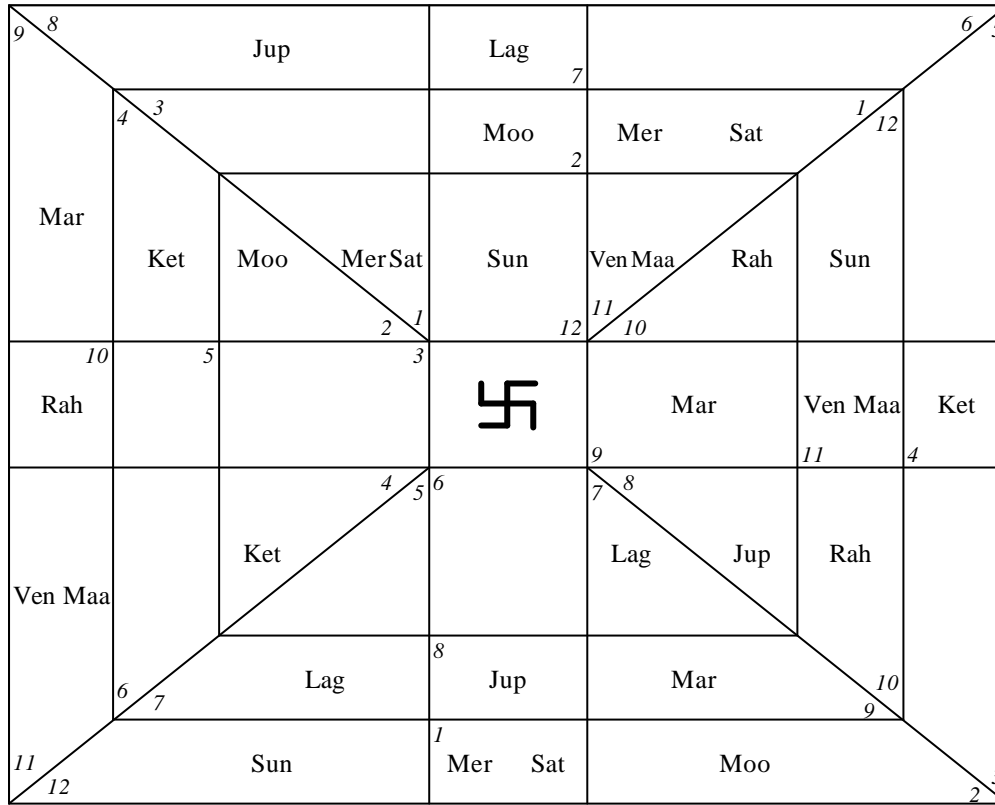 8 6
9
Jup Lag
7
3 1
4 12
Moo Mer Sat
2
Mar
Ket Moo Mer Sat Sun Ven Maa Rah Sun
11
1
2 12 10
10 5 3
Rah Mar Ven Maa Ket
9 11 4
4 6 8
5 7
Ket Lag Jup Rah
Ven Maa
8
Lag Jup Mar
6 10
7 9
1
11 Sun Mer Sat Moo
12 2